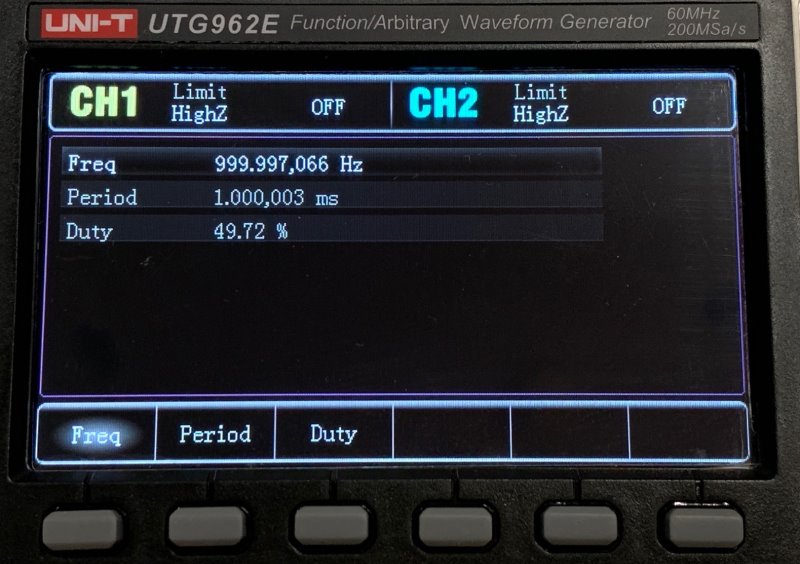 UNI-T UTG962E Function/Arbitrary Waveform Generator 60MHz
200MSa/s
CH1 Limit
HighZ OFF
CH2 Limit
HighZ OFF
Freq 999.997,066 Hz
Period 1.000,003 ms
Duty 49.72 %
Freq Period Duty